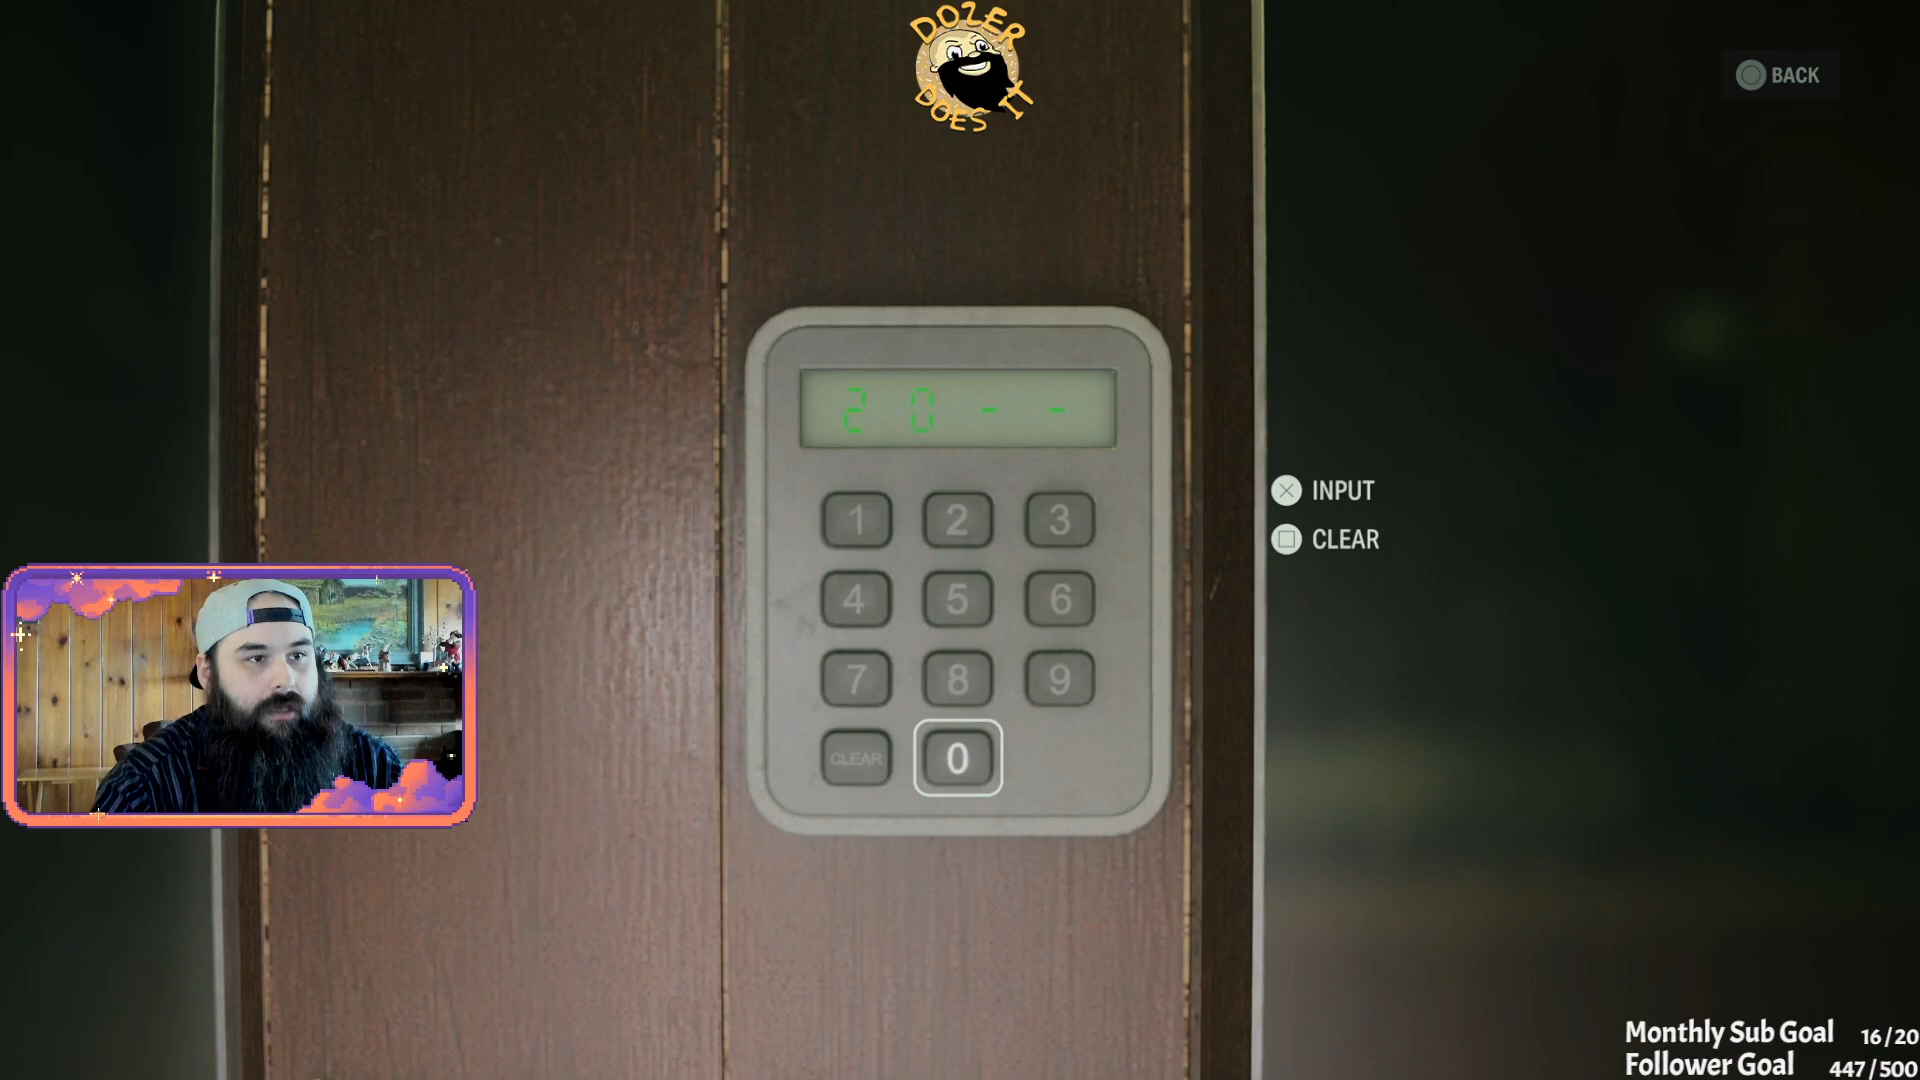 DOZER
DOES IT
BACK
2 0 - -
INPUT
CLEAR
1 2 3
4 5 6
7 8 9
CLEAR 0
Monthly Sub Goal 16/20
Follower Goal 447/500